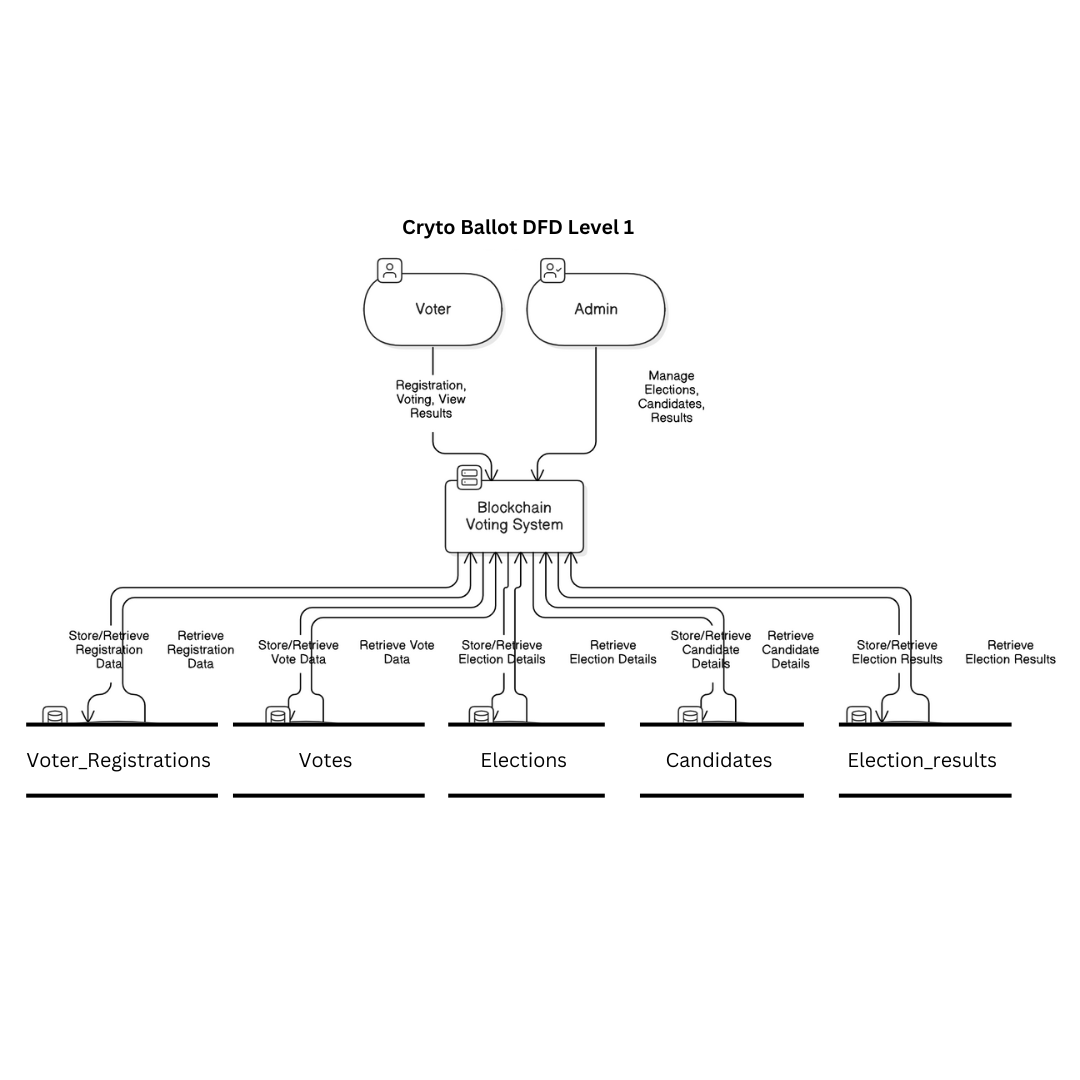 Cryto Ballot DFD Level 1
Voter
Admin
Registration,
Voting, View
Results
Manage
Elections,
Candidates,
Results
Blockchain
Voting System
Store/Retrieve
Registration
Data
Retrieve
Registration
Data
Store/Retrieve
Vote Data
Retrieve Vote
Data
Store/Retrieve
Election Details
Retrieve
Election Details
Store/Retrieve
Candidate
Details
Retrieve
Candidate
Details
Store/Retrieve
Election Results
Retrieve
Election Results
Voter_Registrations
Votes
Elections
Candidates
Election_results